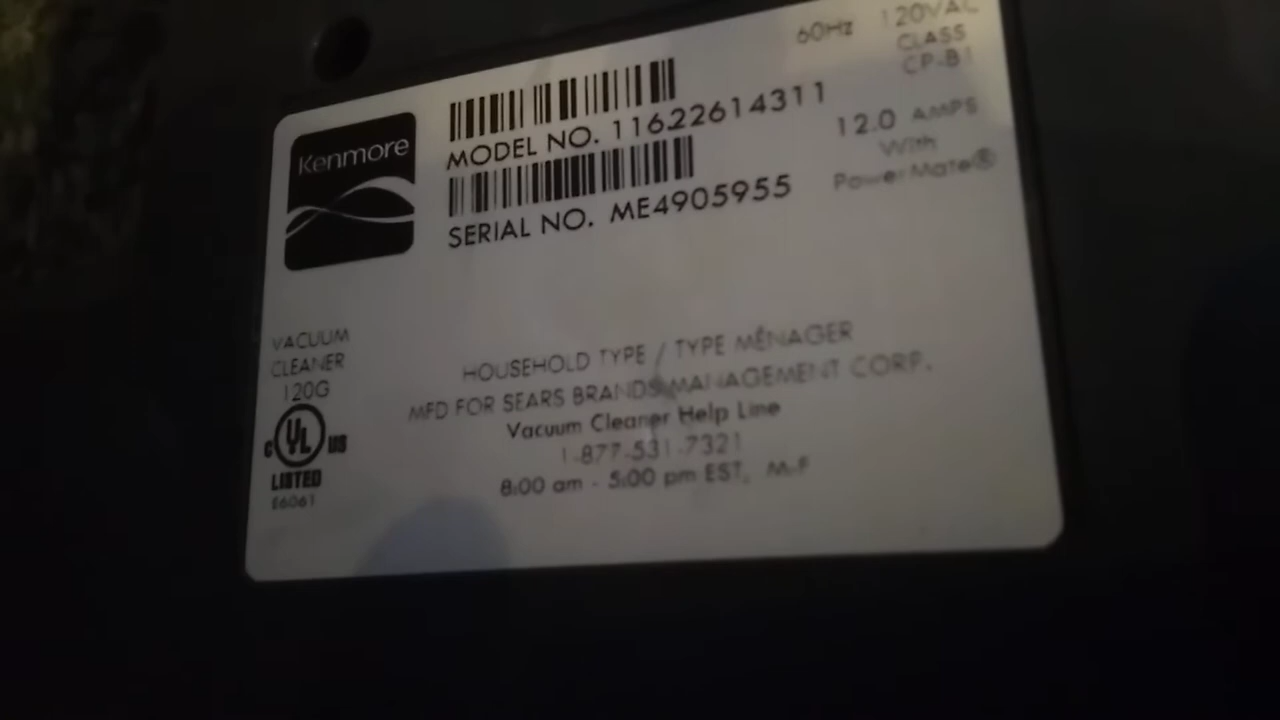 60Hz 120VAC
CLASS
CP-B1
Kenmore
MODEL NO. 11622614311
12.0 AMPS
With
PowerMate®
SERIAL NO. ME4905955
VACUUM
CLEANER
120G
C UL US
LISTED
E6061
HOUSEHOLD TYPE / TYPE MÉNAGER
MFD FOR SEARS BRANDS MANAGEMENT CORP.
Vacuum Cleaner Help Line
1-877-531-7321
8:00 am - 5:00 pm EST, M-F